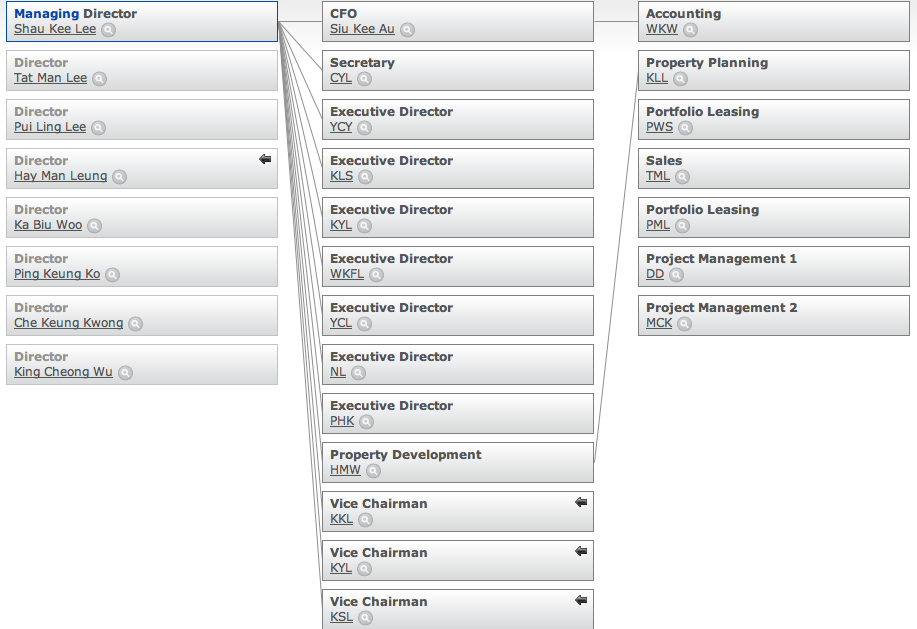 Managing Director
Shau Kee Lee
Director
Tat Man Lee
Director
Pui Ling Lee
Director
Hay Man Leung
Director
Ka Biu Woo
Director
Ping Keung Ko
Director
Che Keung Kwong
Director
King Cheong Wu
CFO
Siu Kee Au
Secretary
CYL
Executive Director
YCY
Executive Director
KLS
Executive Director
KYL
Executive Director
WKFL
Executive Director
YCL
Executive Director
NL
Executive Director
PHK
Property Development
HMW
Vice Chairman
KKL
Vice Chairman
KYL
Vice Chairman
KSL
Accounting
WKW
Property Planning
KLL
Portfolio Leasing
PWS
Sales
TML
Portfolio Leasing
PML
Project Management 1
DD
Project Management 2
MCK